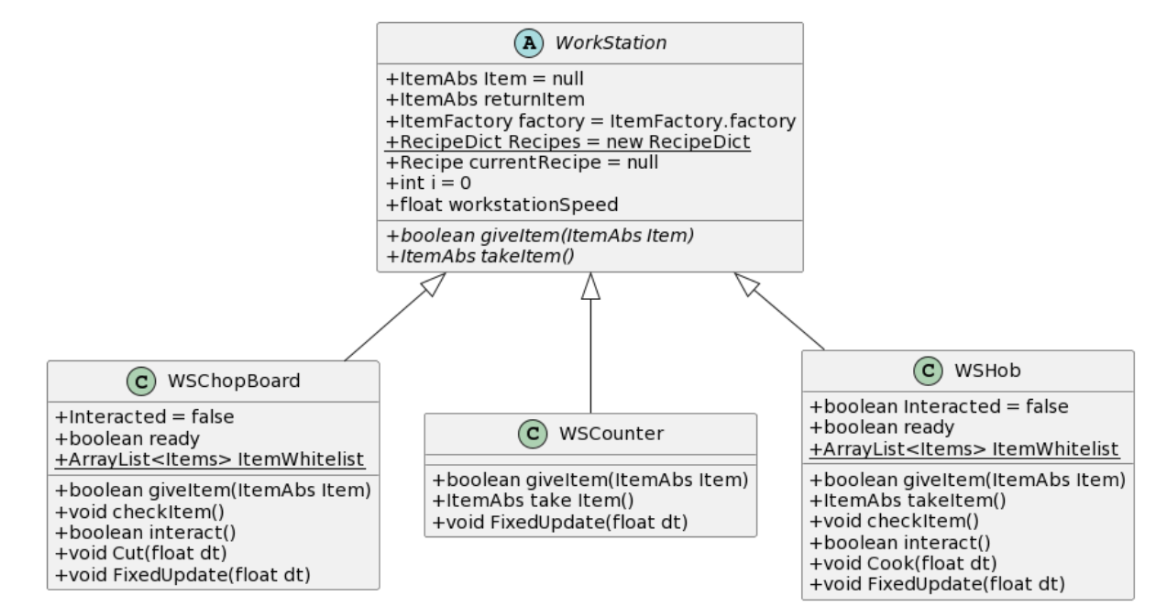 A WorkStation
+ItemAbs Item = null
+ItemAbs returnItem
+ItemFactory factory = ItemFactory.factory
+RecipeDict Recipes = new RecipeDict
+Recipe currentRecipe = null
+int i = 0
+float workstationSpeed
+boolean giveItem(ItemAbs Item)
+ItemAbs takeItem()
C WSChopBoard
+Interacted = false
+boolean ready
+ArrayList<Items> ItemWhitelist
+boolean giveItem(ItemAbs Item)
+void checkItem()
+boolean interact()
+void Cut(float dt)
+void FixedUpdate(float dt)
C WSCounter
+boolean giveItem(ItemAbs Item)
+ItemAbs take Item()
+void FixedUpdate(float dt)
C WSHob
+boolean Interacted = false
+boolean ready
+ArrayList<Items> ItemWhitelist
+boolean giveItem(ItemAbs Item)
+ItemAbs takeItem()
+void checkItem()
+boolean interact()
+void Cook(float dt)
+void FixedUpdate(float dt)